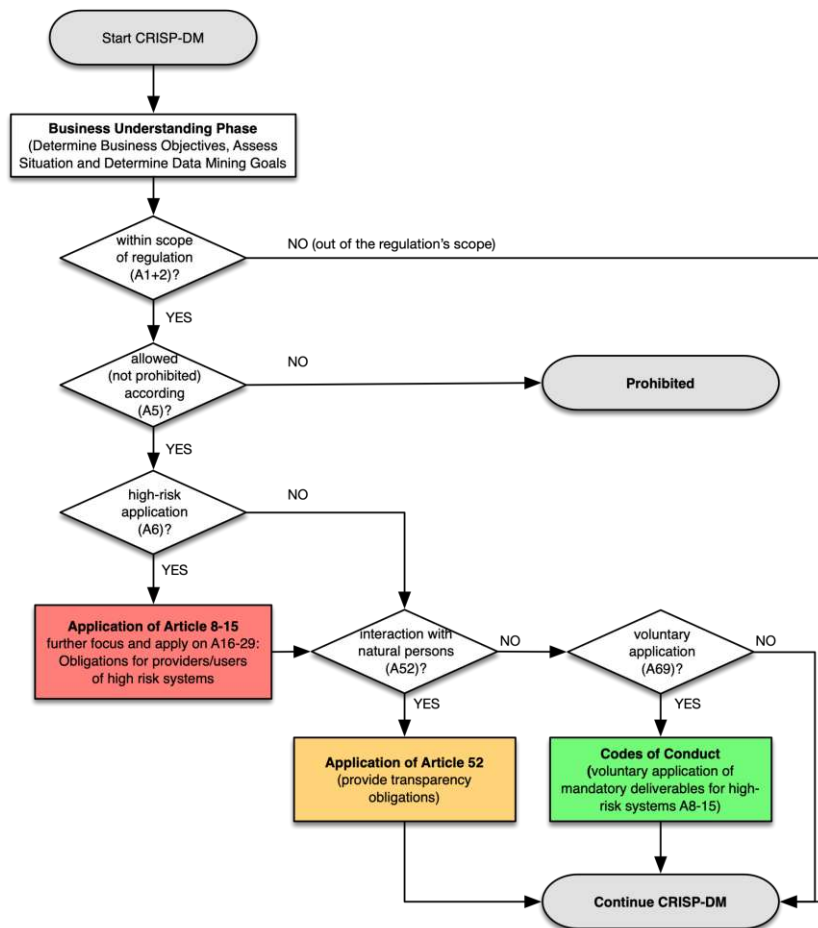 Start CRISP-DM
Business Understanding Phase
(Determine Business Objectives, Assess
Situation and Determine Data Mining Goals
within scope
of regulation
(A1+2)?
NO (out of the regulation's scope)
YES
allowed
(not prohibited)
according
(A5)?
NO
Prohibited
YES
high-risk
application
(A6)?
NO
YES
Application of Article 8-15
further focus and apply on A16-29:
Obligations for providers/users
of high risk systems
interaction with
natural persons
(A52)?
NO
voluntary
application
(A69)?
NO
YES
YES
Application of Article 52
(provide transparency
obligations)
Codes of Conduct
(voluntary application of
mandatory deliverables for high-
risk systems A8-15)
Continue CRISP-DM